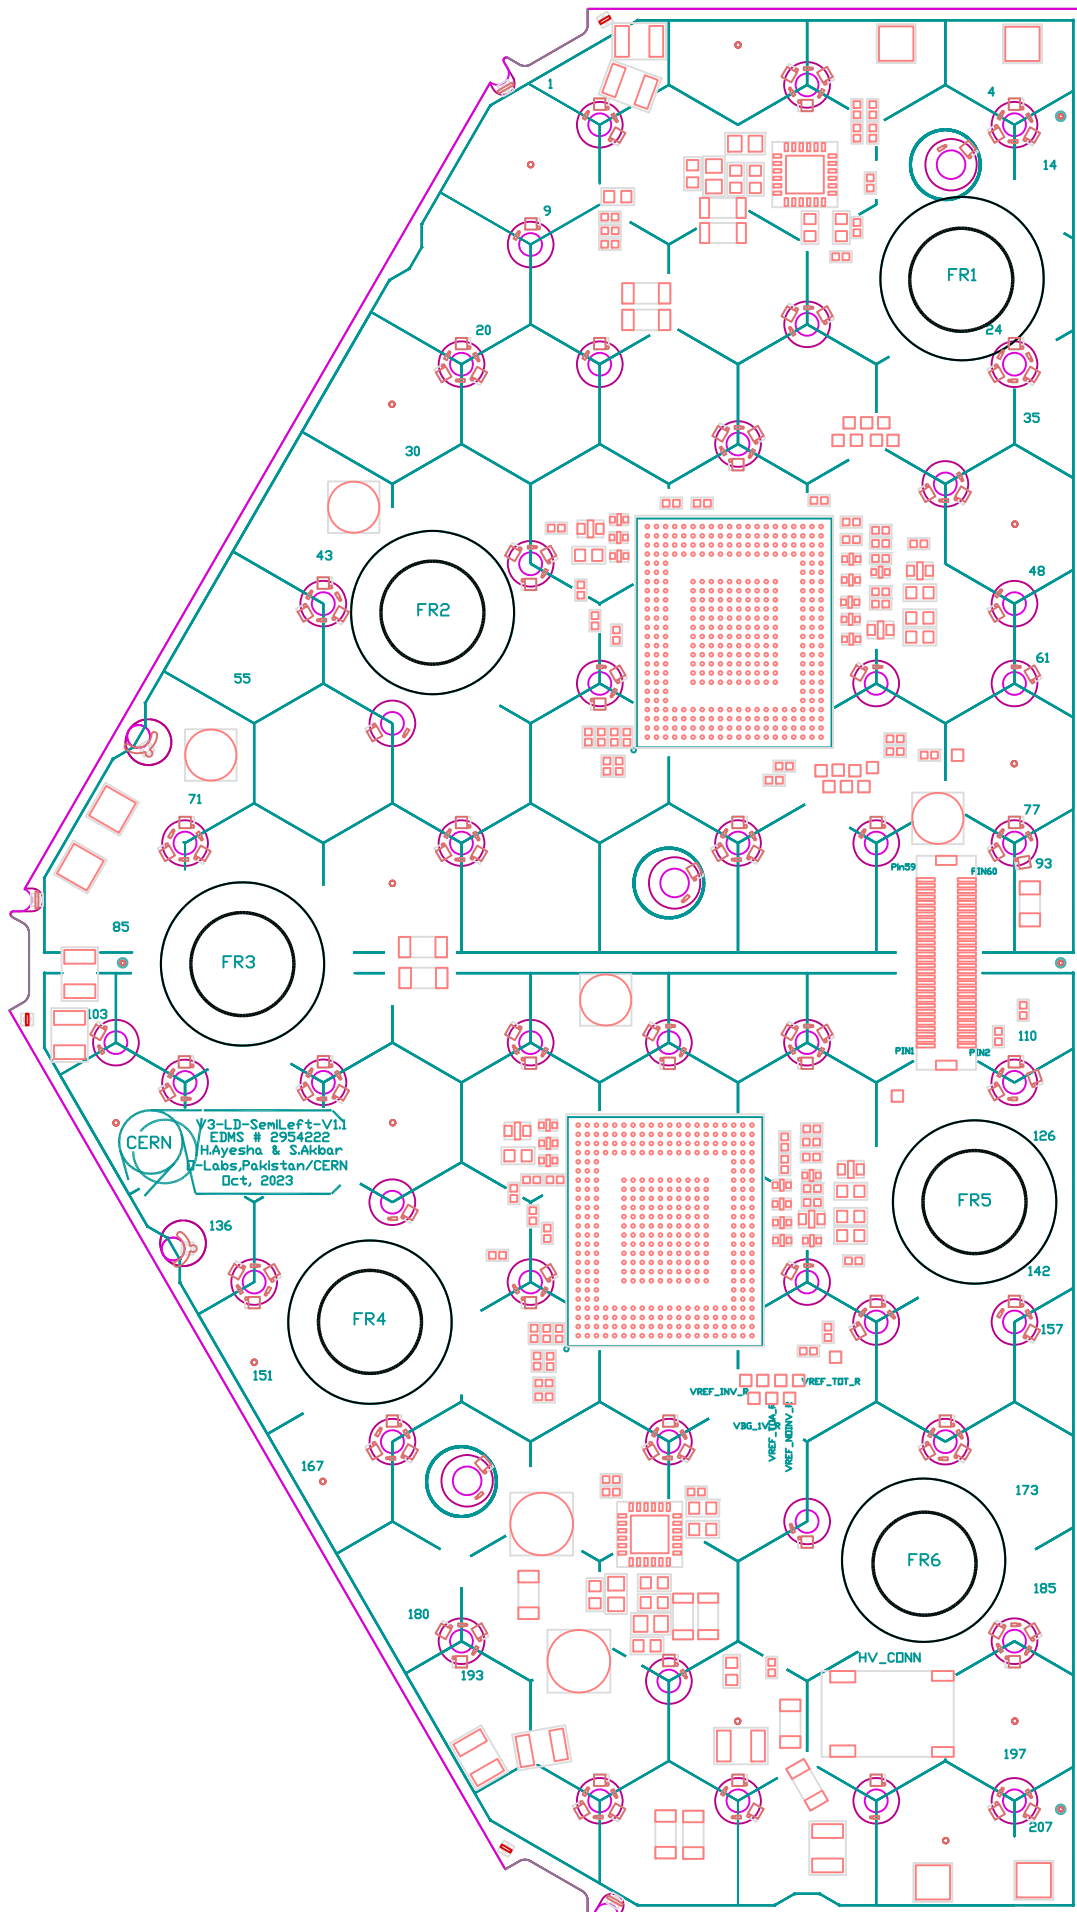 1
4
14
9
FR1
20
24
35
30
43
48
FR2
61
55
71
77
Pin59
PIN60
93
85
FR3
103
110
PIN1
PIN2
V3-LD-SemiLeft-V1.1
EDMS # 2954222
H.Ayesha & S.Akbar
D-Labs,Pakistan/CERN
Oct, 2023
CERN
126
FR5
136
142
FR4
157
151
VREF_TOT_R
VREF_INV_R
VBG_1V_R
VREF_NOINV_R
167
173
FR6
180
185
HV_CONN
193
197
207